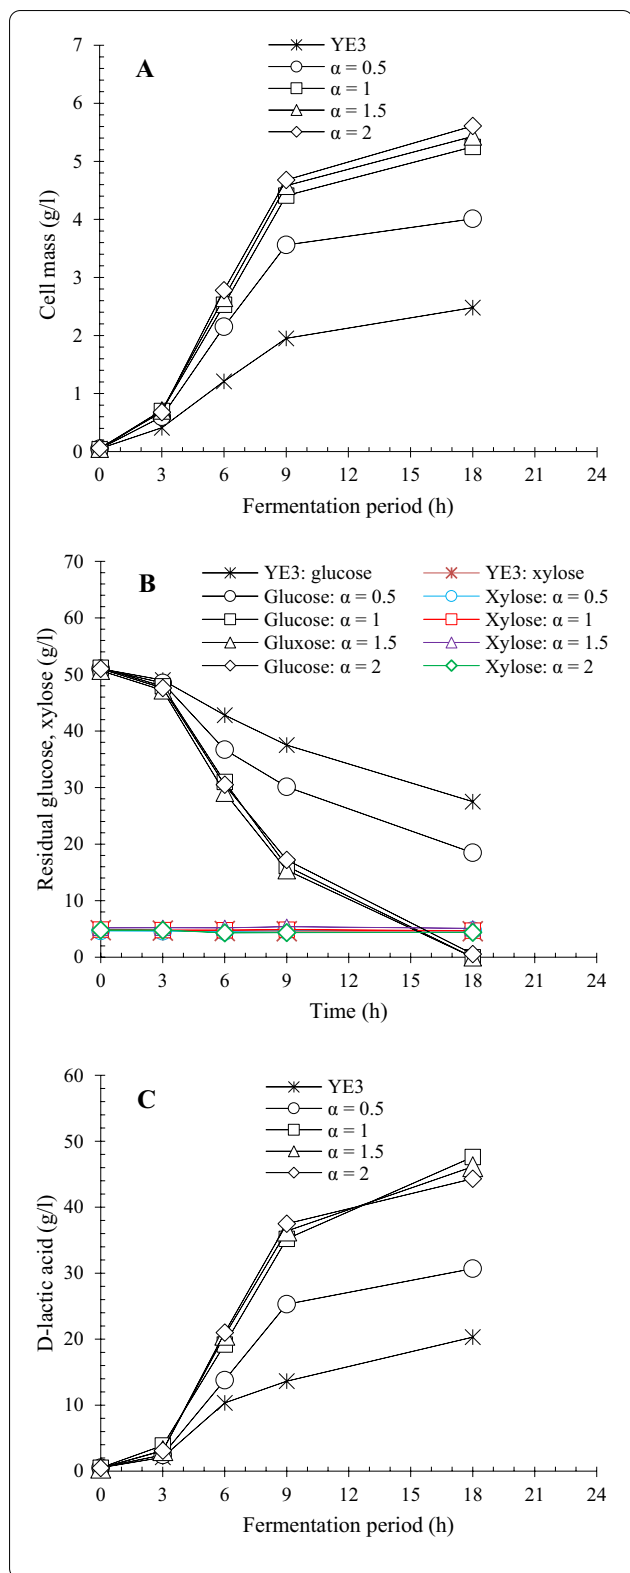 A
YE3
α = 0.5
α = 1
α = 1.5
α = 2
7
6
5
4
3
2
1
0
Cell mass (g/l)
0 3 6 9 12 15 18 21 24
Fermentation period (h)
B
YE3: glucose YE3: xylose
Glucose: α = 0.5 Xylose: α = 0.5
Glucose: α = 1 Xylose: α = 1
Gluxose: α = 1.5 Xylose: α = 1.5
Glucose: α = 2 Xylose: α = 2
70
60
50
40
30
20
10
0
Residual glucose, xylose (g/l)
0 3 6 9 12 15 18 21 24
Time (h)
C
YE3
α = 0.5
α = 1
α = 1.5
α = 2
60
50
40
30
20
10
0
D-lactic acid (g/l)
0 3 6 9 12 15 18 21 24
Fermentation period (h)